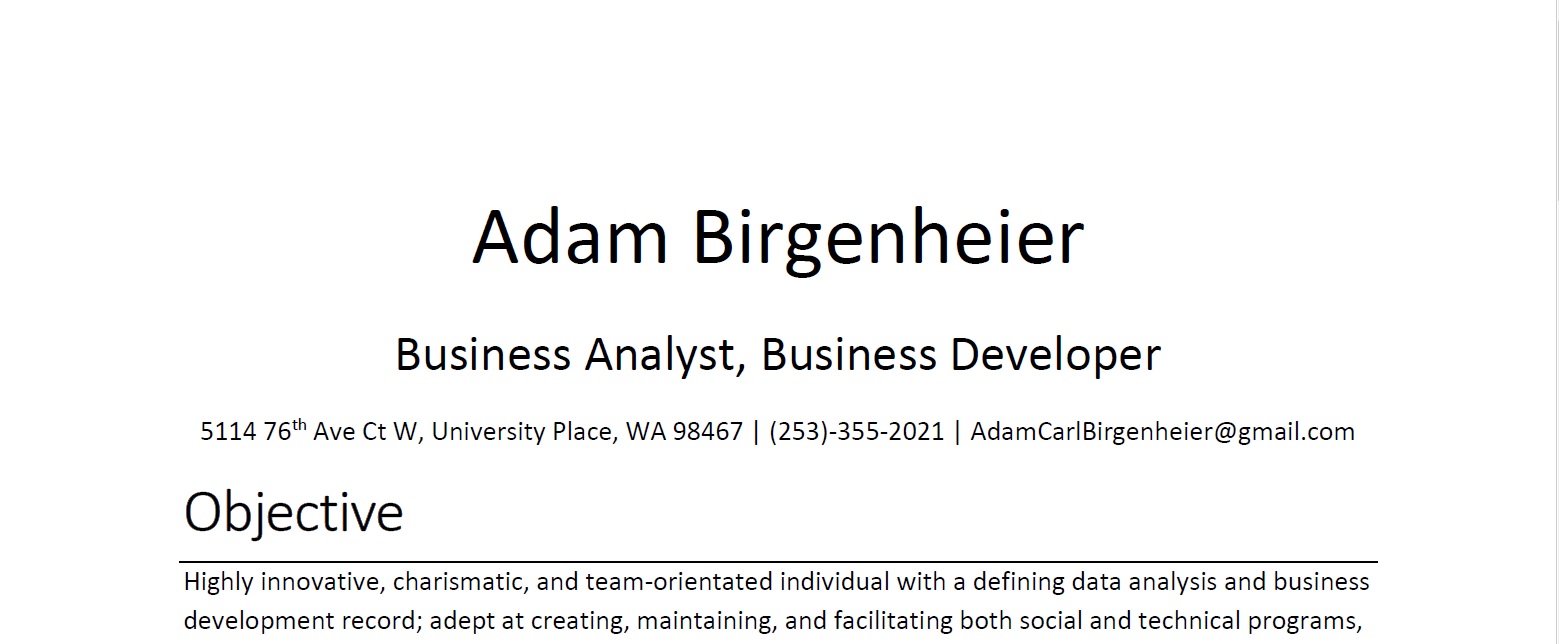 Adam Birgenheier
Business Analyst, Business Developer
5114 76th Ave Ct W, University Place, WA 98467 | (253)-355-2021 | AdamCarlBirgenheier@gmail.com
Objective
Highly innovative, charismatic, and team-orientated individual with a defining data analysis and business
development record; adept at creating, maintaining, and facilitating both social and technical programs,